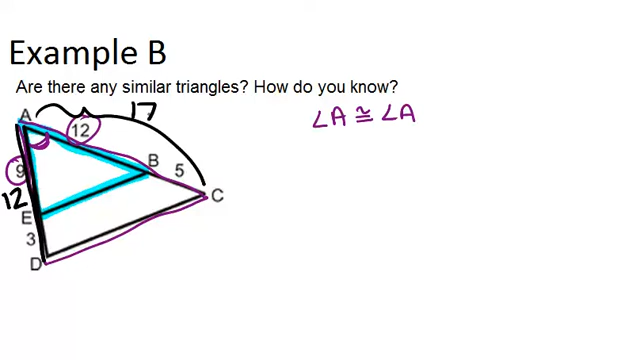 Example B
Are there any similar triangles? How do you know?
∠A ≅ ∠A
17
A
12
B
5
9
12
C
E
3
D